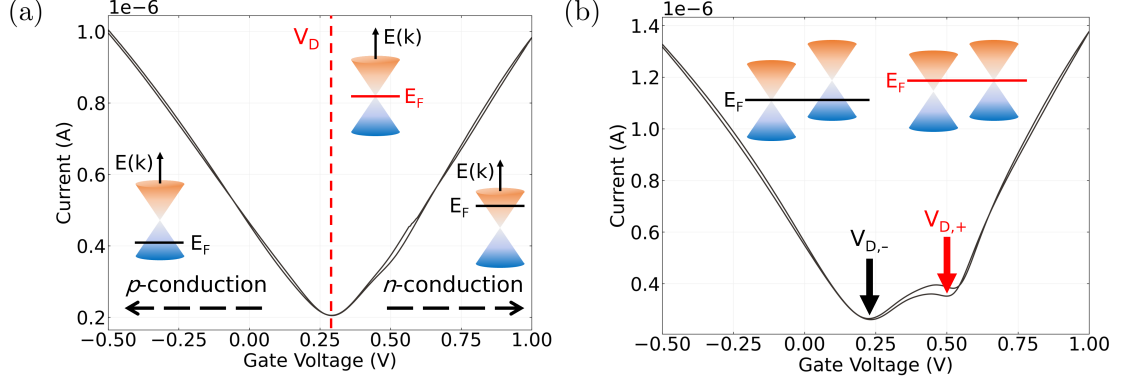 (a)
1e−6
V_D
E(k)
E_F
E(k)
E_F
E(k)
E_F
p-conduction
n-conduction
Current (A)
1.0
0.8
0.6
0.4
0.2
−0.50
−0.25
0.00
0.25
0.50
0.75
1.00
Gate Voltage (V)
(b)
1e−6
E_F
E_F
V_D,−
V_D,+
Current (A)
1.4
1.2
1.0
0.8
0.6
0.4
−0.50
−0.25
0.00
0.25
0.50
0.75
1.00
Gate Voltage (V)